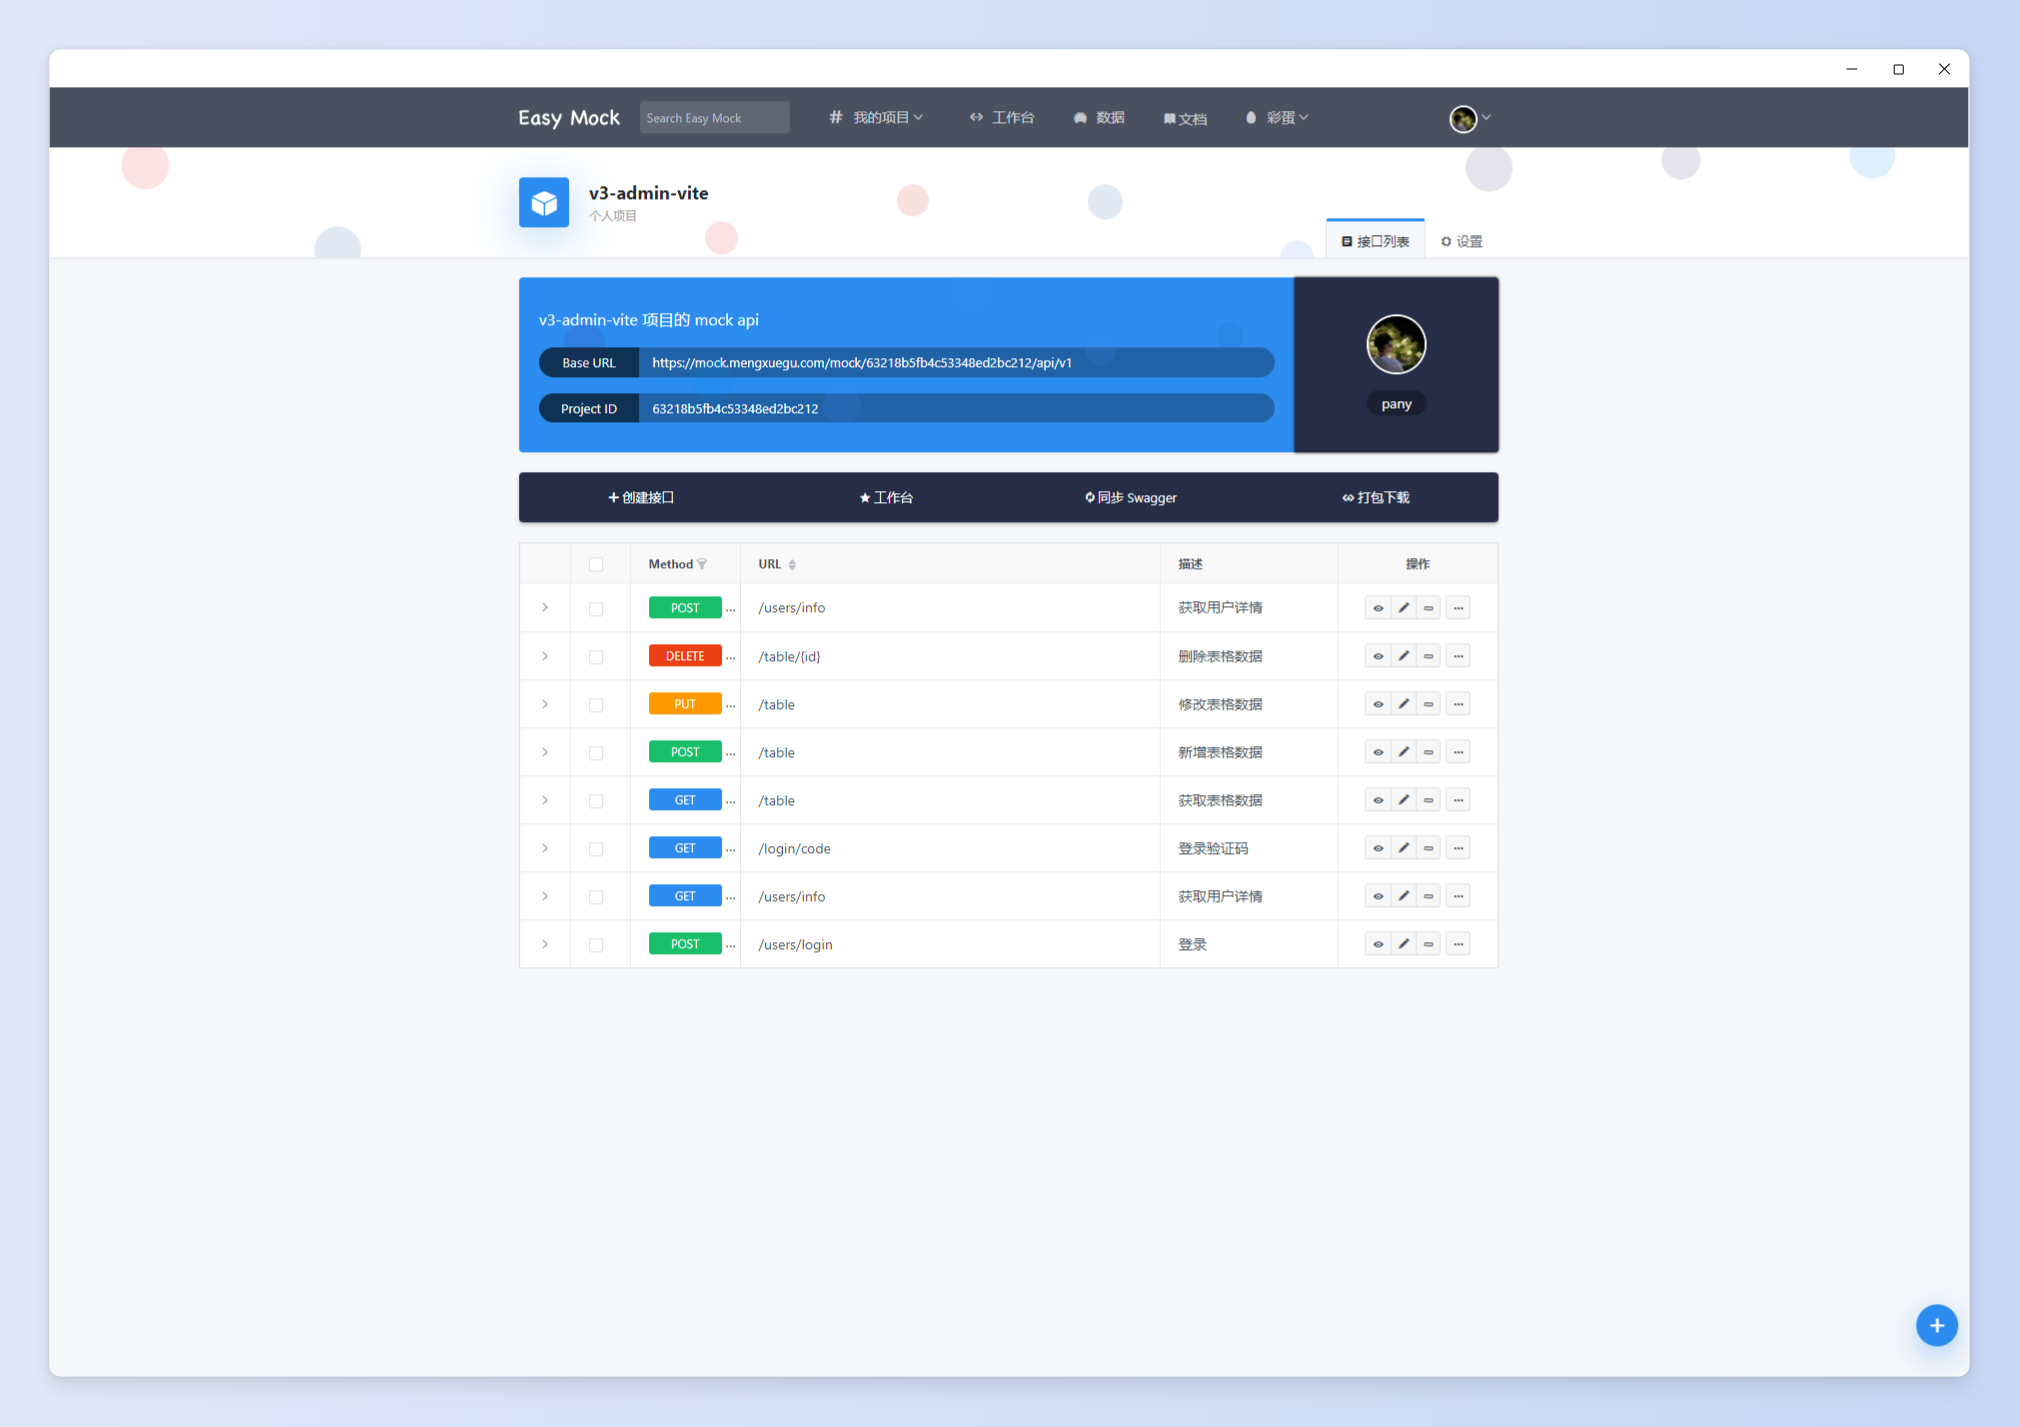 Easy Mock Search Easy Mock 我的项目 工作台 数据 文档 彩蛋
v3-admin-vite
个人项目
接口列表 设置
v3-admin-vite 项目的 mock api
Base URL https://mock.mengxuegu.com/mock/63218b5fb4c53348ed2bc212/api/v1
Project ID 63218b5fb4c53348ed2bc212
pany
创建接口 工作台 同步 Swagger 打包下载
Method URL 描述 操作
POST ... /users/info 获取用户详情
DELETE ... /table/{id} 删除表格数据
PUT ... /table 修改表格数据
POST ... /table 新增表格数据
GET ... /table 获取表格数据
GET ... /login/code 登录验证码
GET ... /users/info 获取用户详情
POST ... /users/login 登录